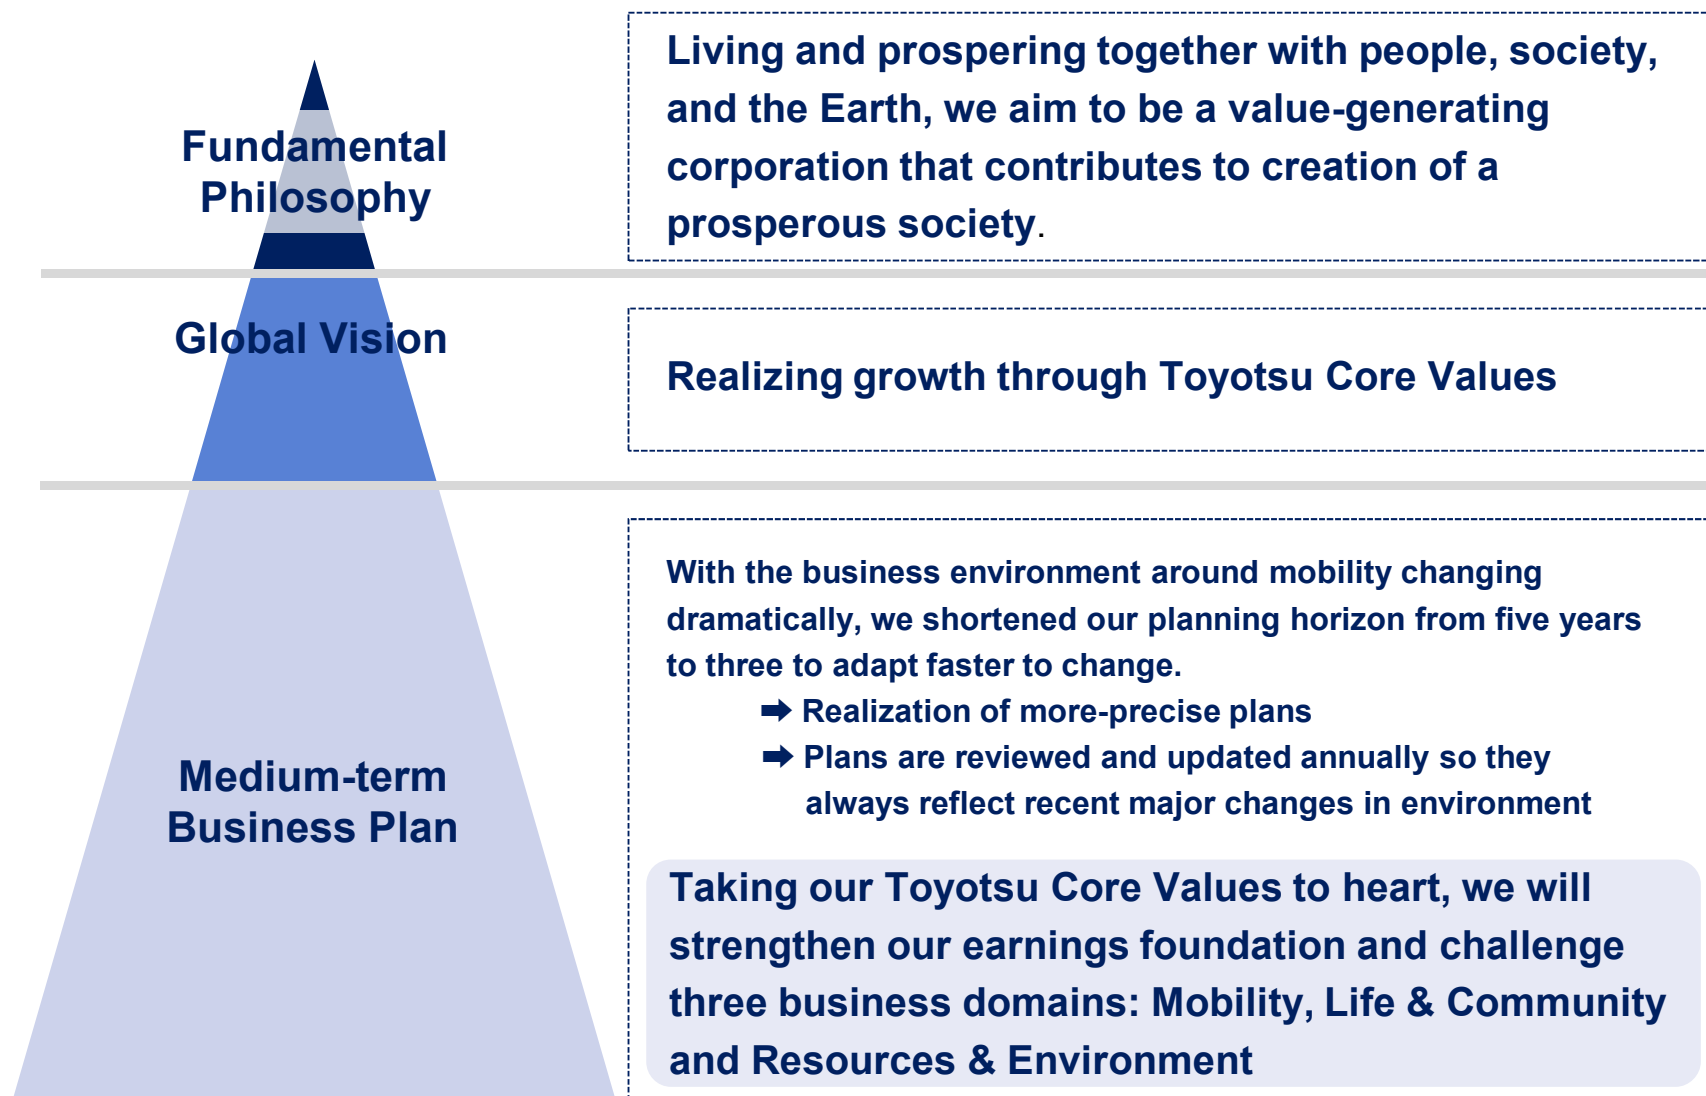 Fundamental
Philosophy
Living and prospering together with people, society,
and the Earth, we aim to be a value-generating
corporation that contributes to creation of a
prosperous society.
Global Vision
Realizing growth through Toyotsu Core Values
Medium-term
Business Plan
With the business environment around mobility changing
dramatically, we shortened our planning horizon from five years
to three to adapt faster to change.
➡ Realization of more-precise plans
➡ Plans are reviewed and updated annually so they
always reflect recent major changes in environment
Taking our Toyotsu Core Values to heart, we will
strengthen our earnings foundation and challenge
three business domains: Mobility, Life & Community
and Resources & Environment